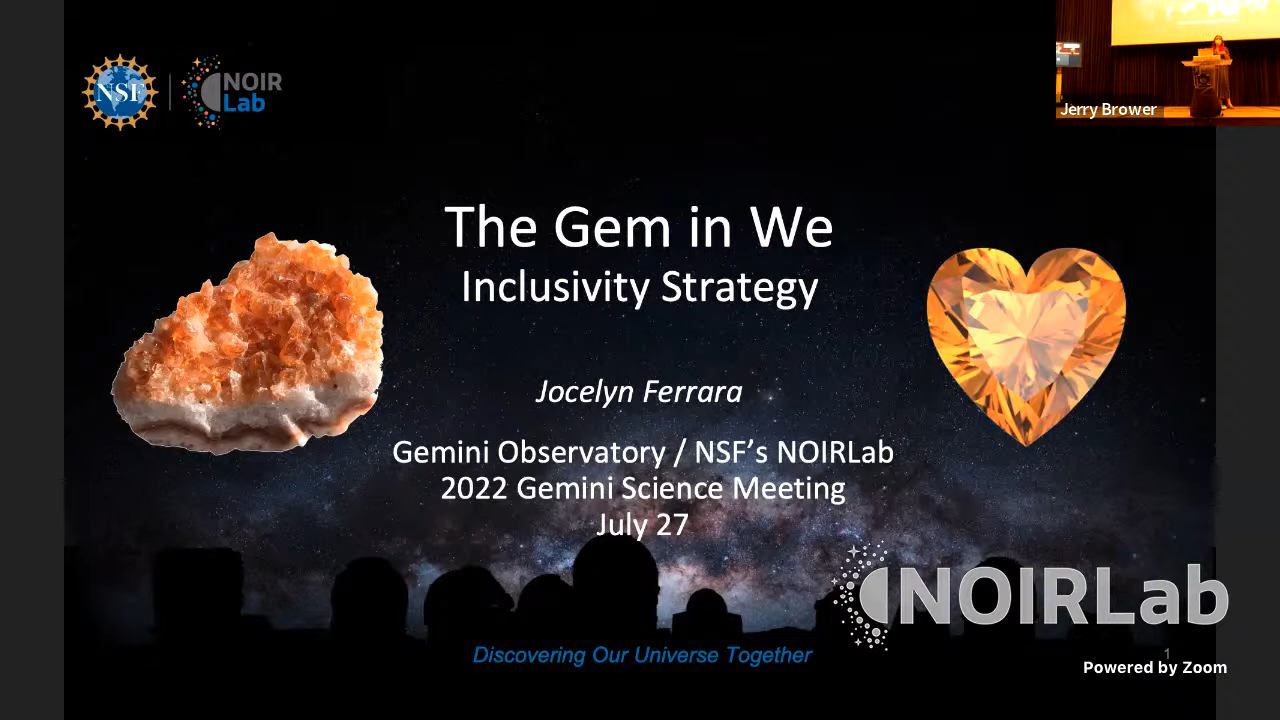 NSF
NOIR
Lab
Jerry Brower
The Gem in We
Inclusivity Strategy
Jocelyn Ferrara
Gemini Observatory / NSF’s NOIRLab
2022 Gemini Science Meeting
July 27
NOIRLab
Discovering Our Universe Together
1
Powered by Zoom